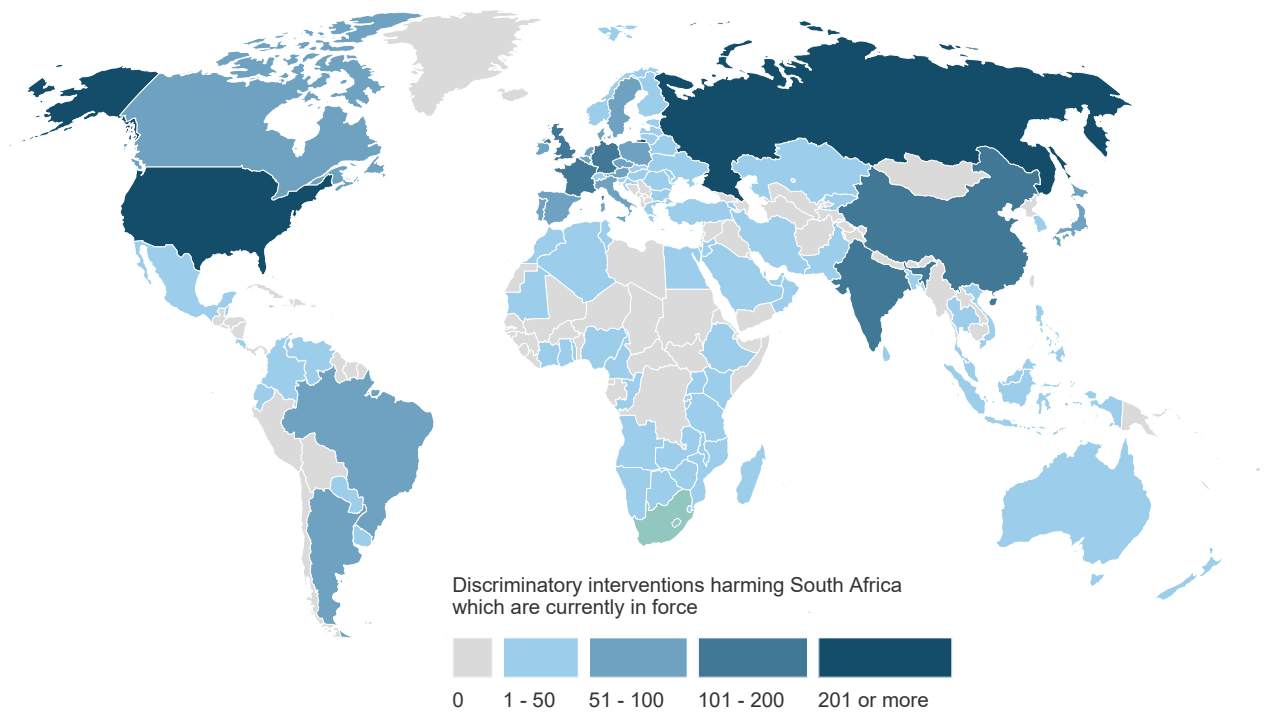 Discriminatory interventions harming South Africa
which are currently in force
0
1 - 50
51 - 100
101 - 200
201 or more